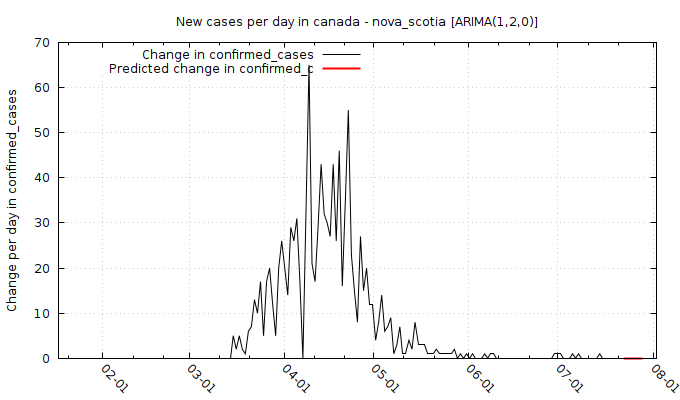 New cases per day in canada - nova_scotia [ARIMA(1,2,0)]
Change in confirmed_cases
Predicted change in confirmed_c
Change per day in confirmed_cases
70
60
50
40
30
20
10
0
02-01 03-01 04-01 05-01 06-01 07-01 08-01